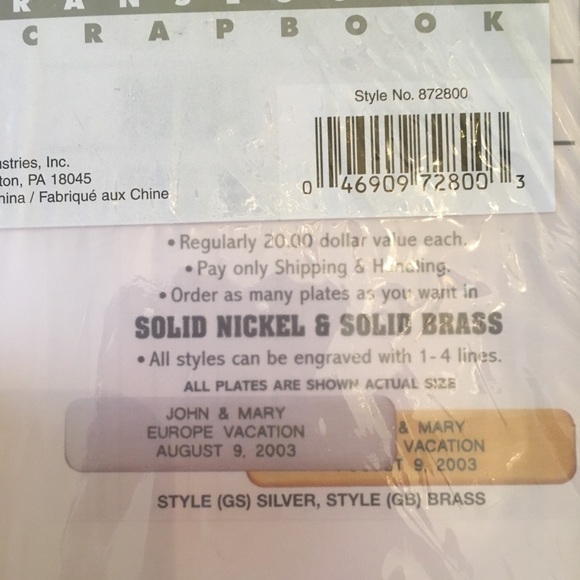 CRAPBOOK
Style No. 872800
0 46909 72800 3
stries, Inc.
ton, PA 18045
hina / Fabriqué aux Chine
• Regularly 20.00 dollar value each.
• Pay only Shipping & Handling.
• Order as many plates as you want in
SOLID NICKEL & SOLID BRASS
• All styles can be engraved with 1-4 lines.
ALL PLATES ARE SHOWN ACTUAL SIZE
JOHN & MARY
EUROPE VACATION
AUGUST 9, 2003
& MARY
VACATION
T 9, 2003
STYLE (GS) SILVER, STYLE (GB) BRASS